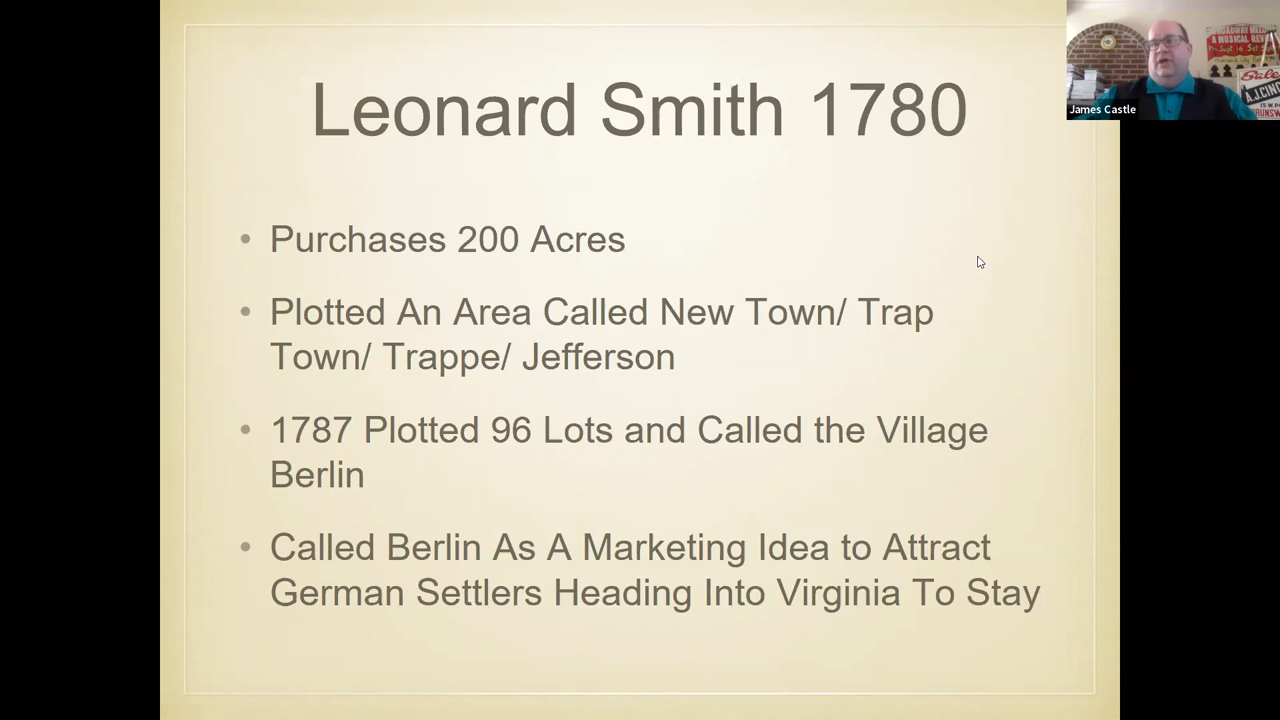 Leonard Smith 1780
• Purchases 200 Acres
• Plotted An Area Called New Town/ Trap
Town/ Trappe/ Jefferson
• 1787 Plotted 96 Lots and Called the Village
Berlin
• Called Berlin As A Marketing Idea to Attract
German Settlers Heading Into Virginia To Stay
James Castle
A MUSICAL
Sale